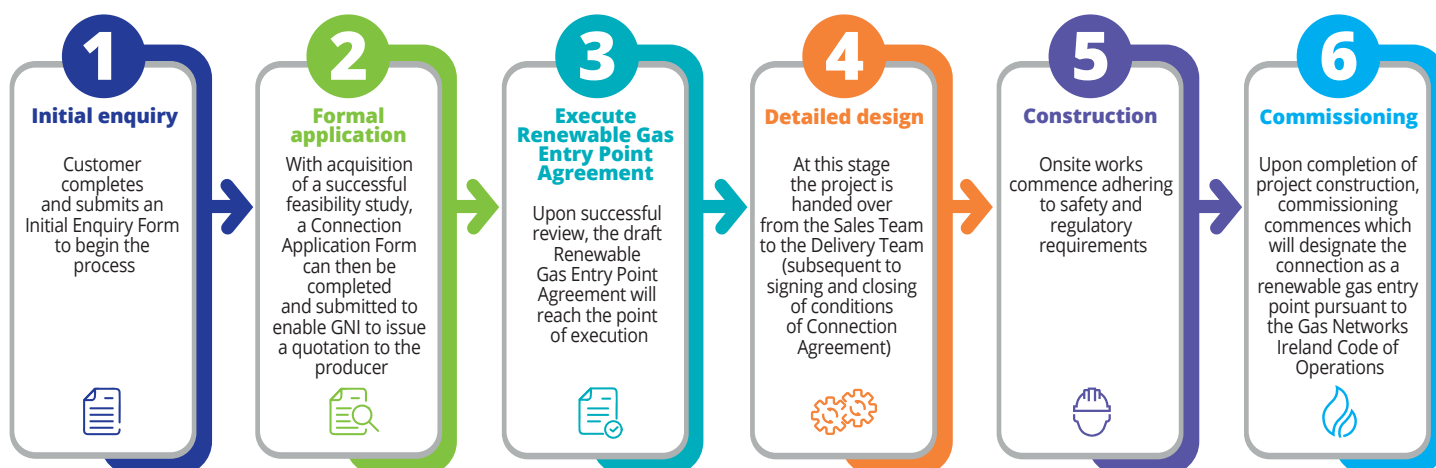 1
Initial enquiry
Customer
completes
and submits an
Initial Enquiry Form
to begin the
process
2
Formal
application
With acquisition
of a successful
feasibility study,
a Connection
Application Form
can then be
completed
and submitted to
enable GNI to issue
a quotation to the
producer
3
Execute
Renewable Gas
Entry Point
Agreement
Upon successful
review, the draft
Renewable
Gas Entry Point
Agreement will
reach the point
of execution
4
Detailed design
At this stage
the project is
handed over
from the Sales Team
to the Delivery Team
(subsequent to
signing and closing
of conditions
of Connection
Agreement)
5
Construction
Onsite works
commence adhering
to safety and
regulatory
requirements
6
Commissioning
Upon completion of
project construction,
commissioning
commences which
will designate the
connection as a
renewable gas entry
point pursuant to
the Gas Networks
Ireland Code of
Operations